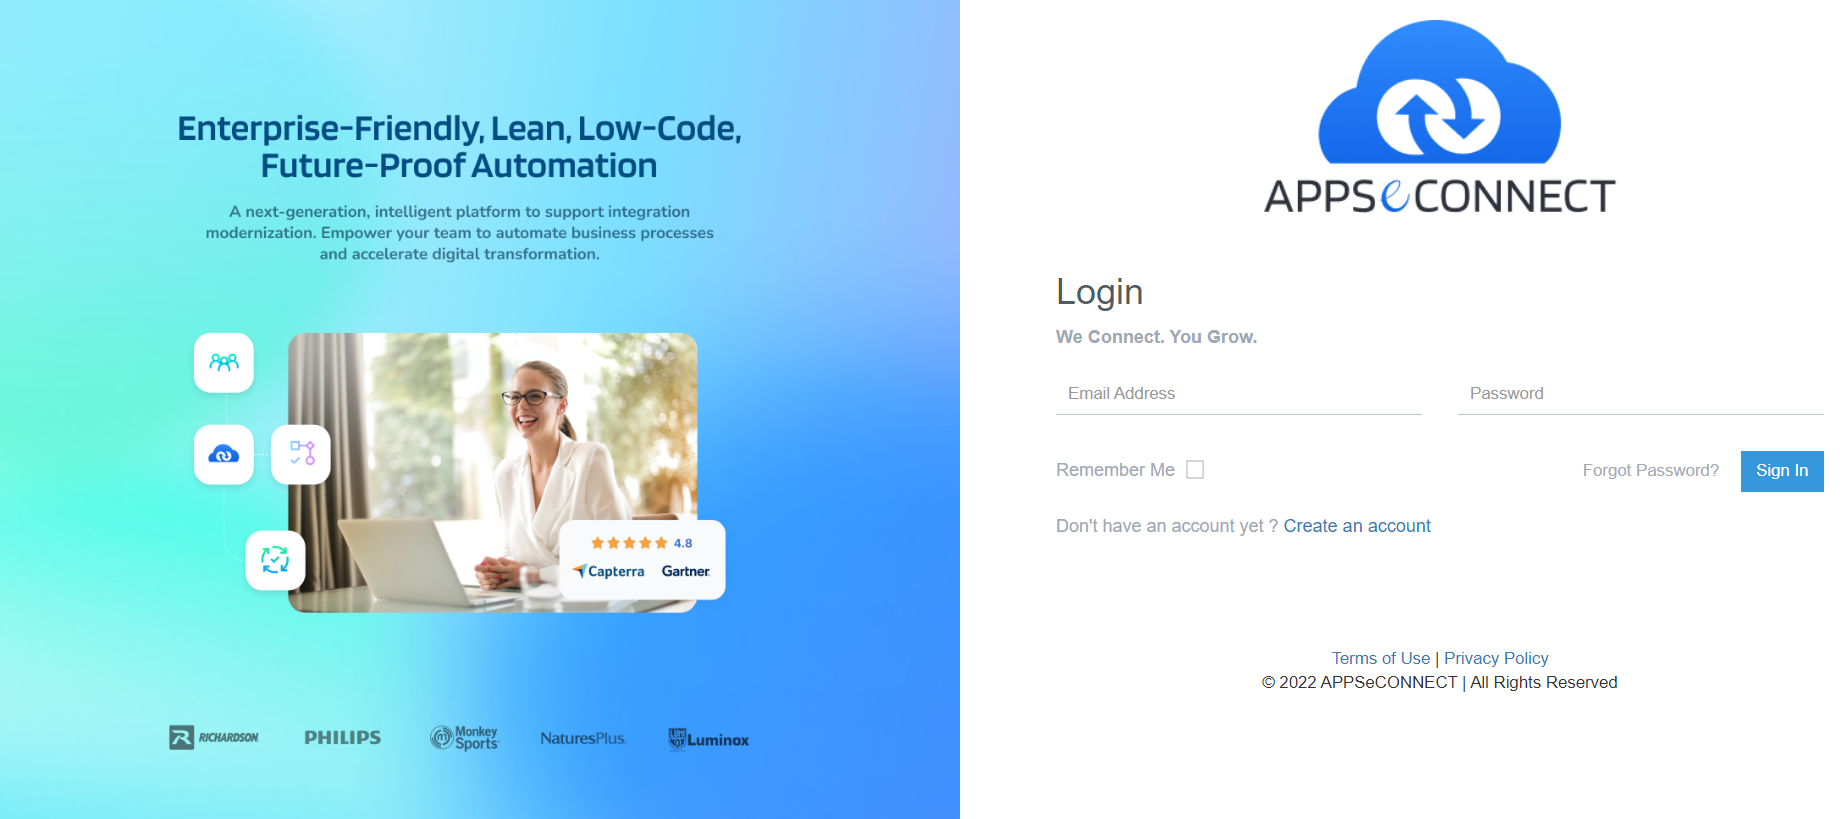 Enterprise-Friendly, Lean, Low-Code,
Future-Proof Automation
A next-generation, intelligent platform to support integration
modernization. Empower your team to automate business processes
and accelerate digital transformation.
4.8
Capterra Gartner
RICHARDSON PHILIPS Monkey Sports NaturesPlus. Luminox
APPSeCONNECT
Login
We Connect. You Grow.
Email Address Password
Remember Me Forgot Password? Sign In
Don't have an account yet ? Create an account
Terms of Use | Privacy Policy
© 2022 APPSeCONNECT | All Rights Reserved